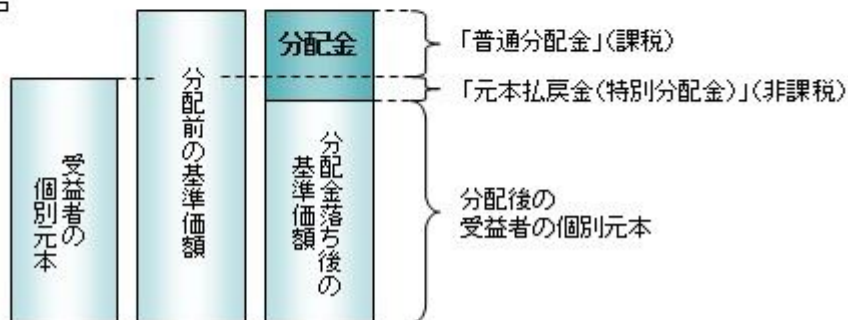 受益者の
個別元本
分配前の基準価額
分配金
分配金落ち後の
基準価額
「普通分配金」(課税)
「元本払戻金(特別分配金)」(非課税)
分配後の
受益者の個別元本